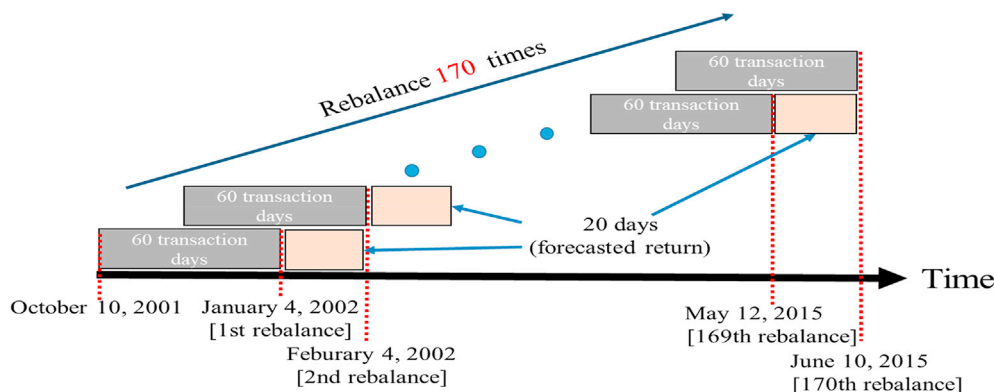 Rebalance 170 times
60 transaction
days
60 transaction
days
60 transaction
days
60 transaction
days
20 days
(forecasted return)
Time
October 10, 2001
January 4, 2002
[1st rebalance]
Feburary 4, 2002
[2nd rebalance]
May 12, 2015
[169th rebalance]
June 10, 2015
[170th rebalance]